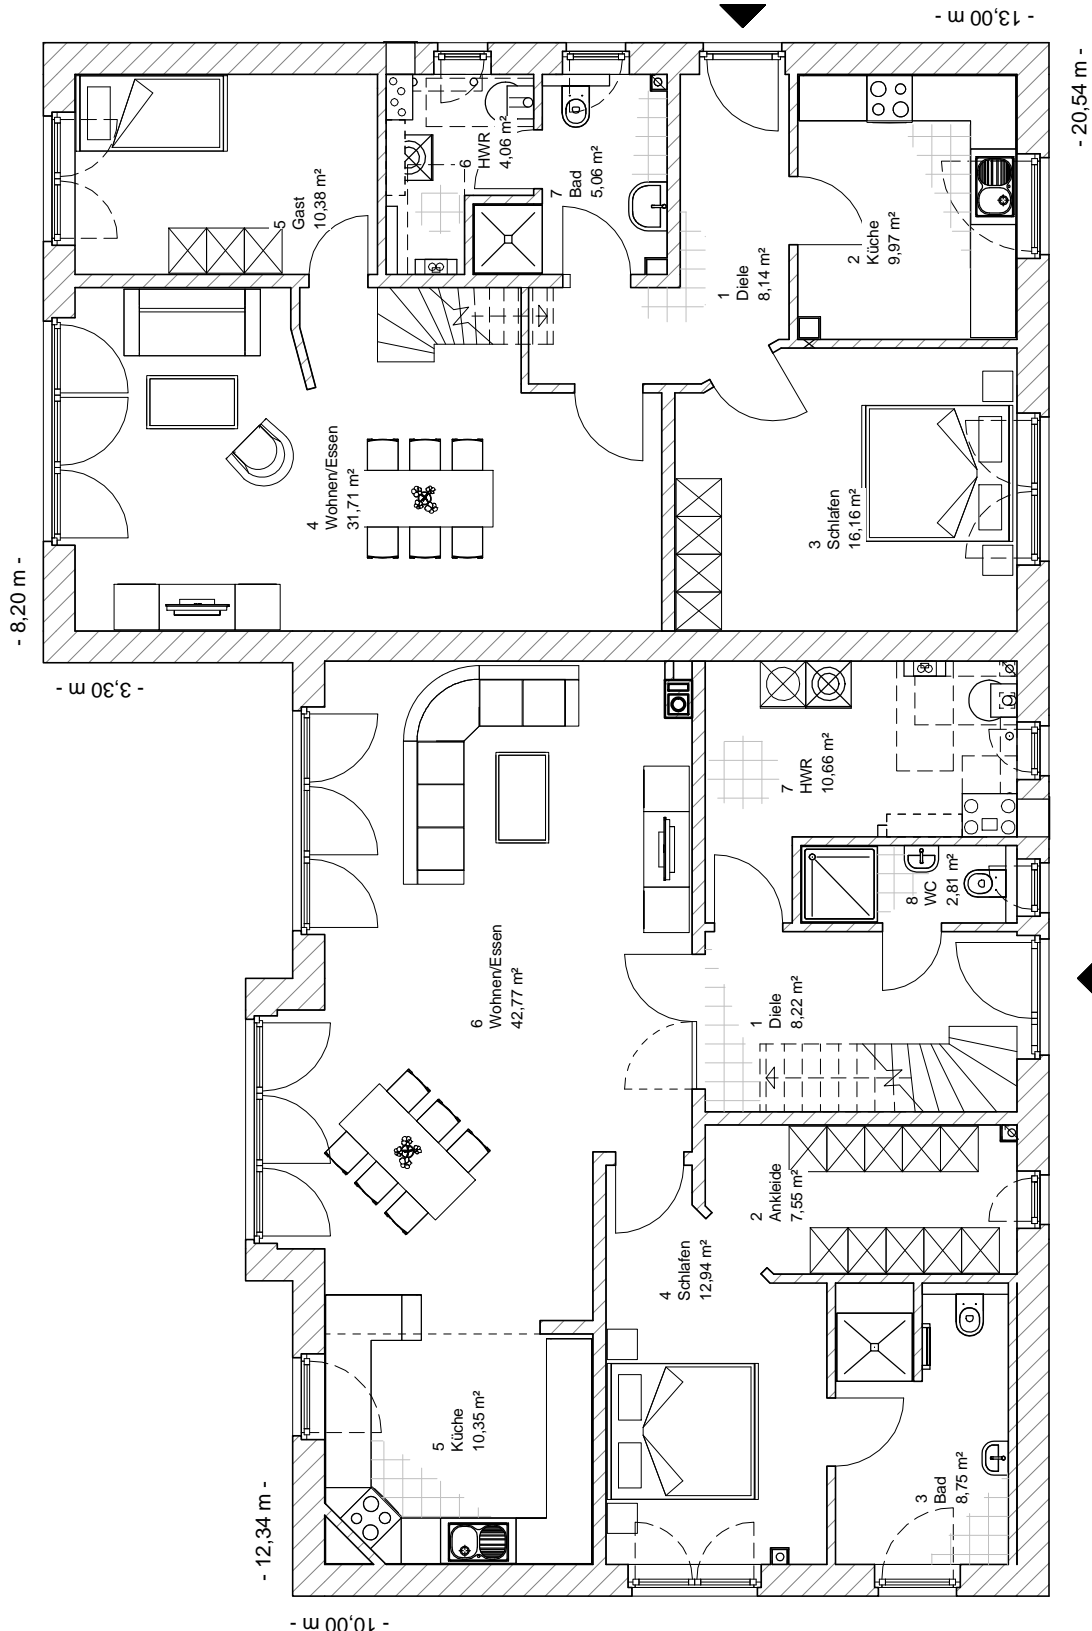 - 13,00 m -
- 20,54 m -
5
Gast
10,38 m²
6
HWR
4,06 m²
7
Bad
5,06 m²
1
Diele
8,14 m²
2
Küche
9,97 m²
4
Wohnen/Essen
31,71 m²
3
Schlafen
16,16 m²
- 8,20 m -
- 3,30 m -
7
HWR
10,66 m²
8
WC
2,81 m²
6
Wohnen/Essen
42,77 m²
1
Diele
8,22 m²
2
Ankleide
7,55 m²
4
Schlafen
12,94 m²
5
Küche
10,35 m²
3
Bad
8,75 m²
- 12,34 m -
- 10,00 m -